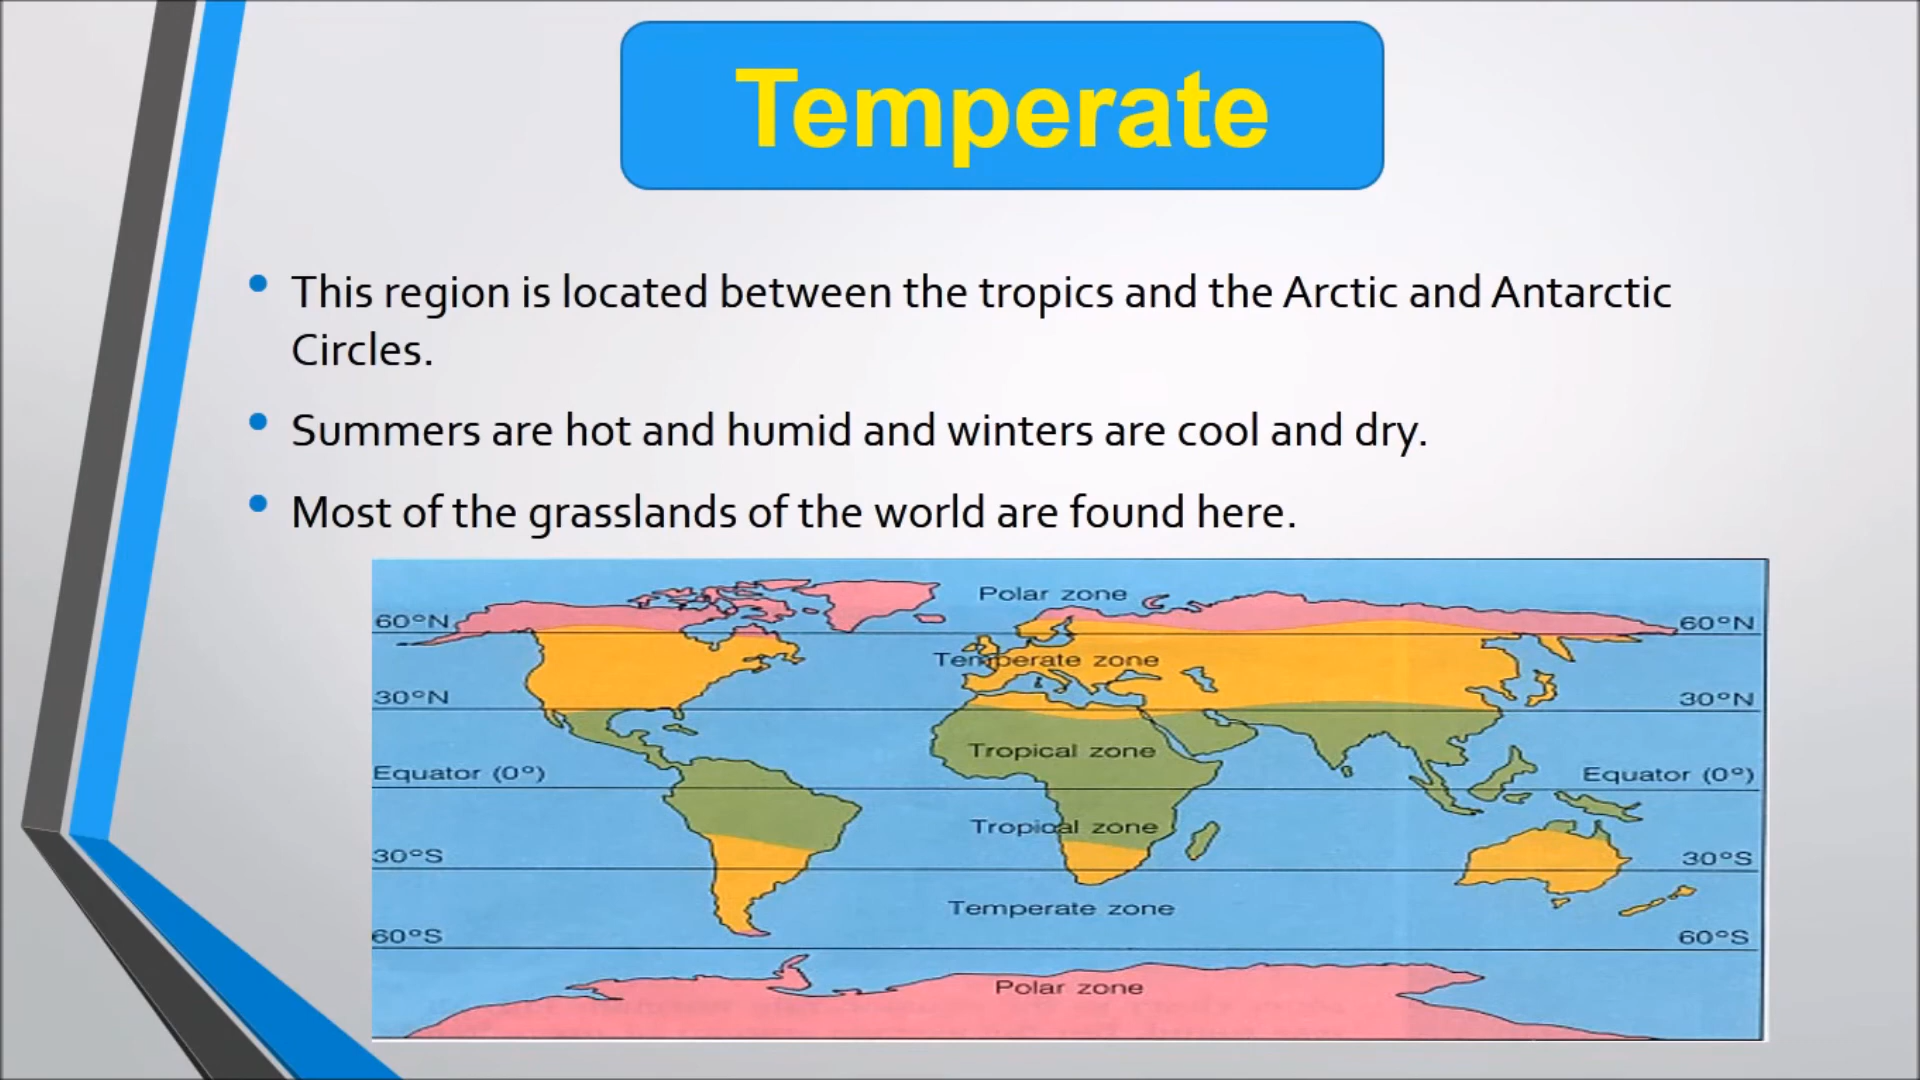 Temperate
This region is located between the tropics and the Arctic and Antarctic
Circles.
Summers are hot and humid and winters are cool and dry.
Most of the grasslands of the world are found here.
Polar zone
60°N
60°N
Temperate zone
30°N
30°N
Tropical zone
Equator (0°)
Equator (0°)
Tropical zone
30°S
30°S
Temperate zone
60°S
60°S
Polar zone